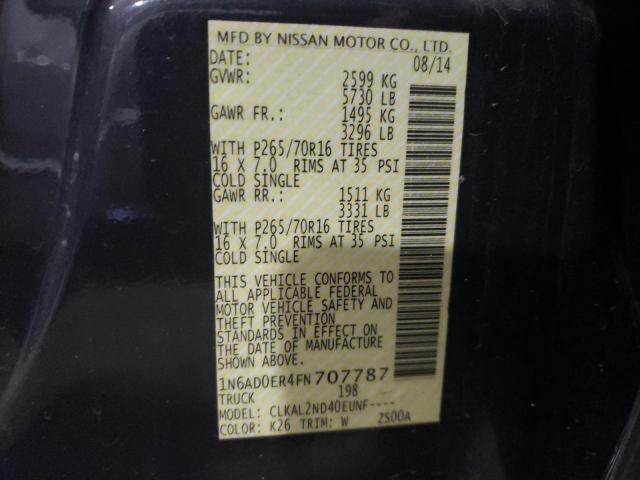 MFD BY NISSAN MOTOR CO., LTD.
DATE: 08/14
GVWR: 2599 KG
5730 LB
GAWR FR.: 1495 KG
3296 LB
WITH P265/70R16 TIRES
16 X 7.0 RIMS AT 35 PSI
COLD SINGLE
GAWR RR.: 1511 KG
3331 LB
WITH P265/70R16 TIRES
16 X 7.0 RIMS AT 35 PSI
COLD SINGLE
THIS VEHICLE CONFORMS TO
ALL APPLICABLE FEDERAL
MOTOR VEHICLE SAFETY AND
THEFT PREVENTION
STANDARDS IN EFFECT ON
THE DATE OF MANUFACTURE
SHOWN ABOVE.
1N6AD0ER4FN707787
TRUCK 198
MODEL: CLKAL2ND40EUNF----
COLOR: K26 TRIM: W ZS00A